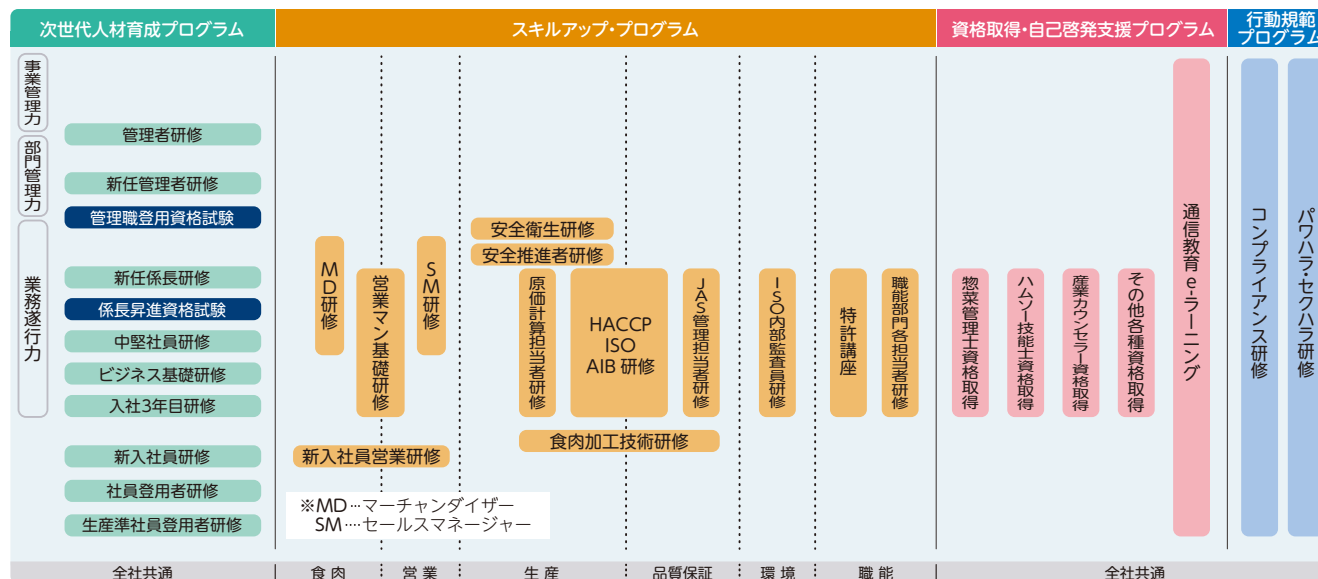 次世代人材育成プログラム
スキルアップ・プログラム
資格取得・自己啓発支援プログラム
行動規範
プログラム
事業管理力
部門管理力
業務遂行力
管理者研修
新任管理者研修
管理職登用資格試験
新任係長研修
係長昇進資格試験
中堅社員研修
ビジネス基礎研修
入社3年目研修
新入社員研修
社員登用者研修
生産準社員登用者研修
MD研修
営業マン基礎研修
SM研修
新入社員営業研修
※MD…マーチャンダイザー
SM…セールスマネージャー
安全衛生研修
安全推進者研修
原価計算担当者研修
HACCP
ISO
AIB 研修
JAS管理担当者研修
食肉加工技術研修
ISO内部監査員研修
特許講座
職能部門各担当者研修
惣菜管理士資格取得
ハムソー技能士資格取得
産業カウンセラー資格取得
その他各種資格取得
通信教育 e-ラーニング
コンプライアンス研修
パワハラ・セクハラ研修
全社共通
食 肉
営 業
生 産
品質保証
環 境
職 能
全社共通